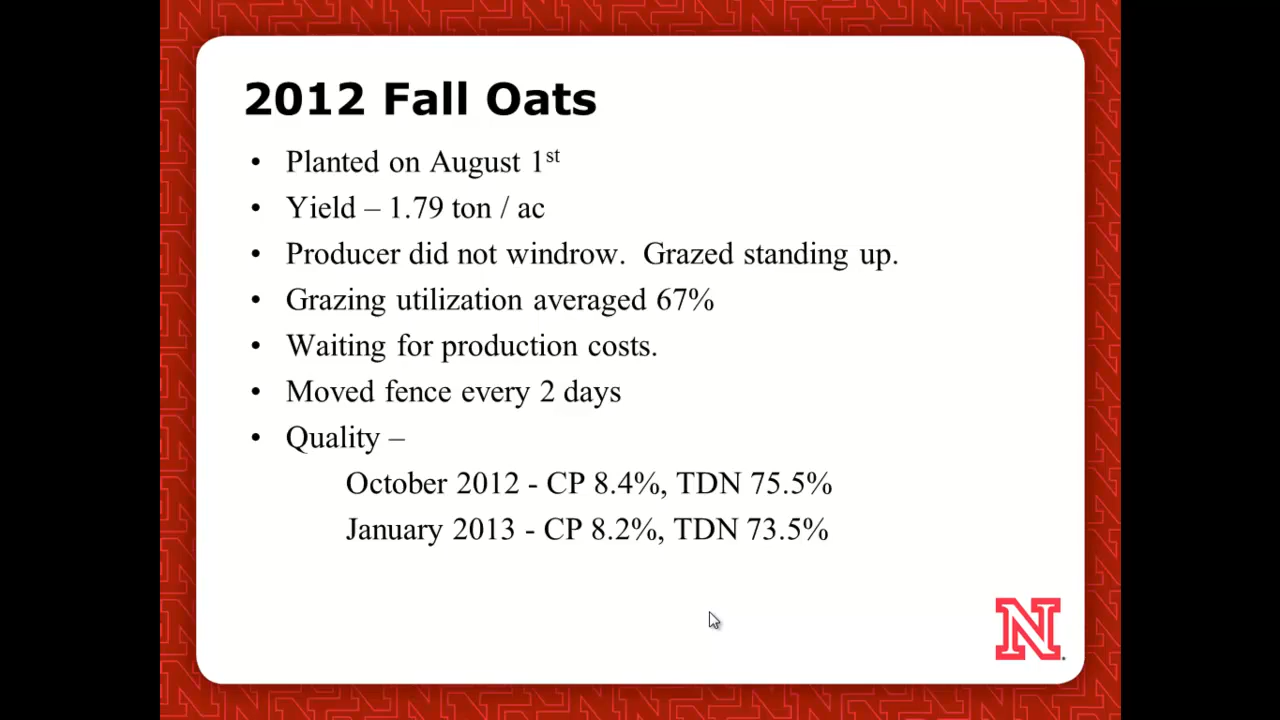 2012 Fall Oats
• Planted on August 1st
• Yield – 1.79 ton / ac
• Producer did not windrow.  Grazed standing up.
• Grazing utilization averaged 67%
• Waiting for production costs.
• Moved fence every 2 days
• Quality –
October 2012 - CP 8.4%, TDN 75.5%
January 2013 - CP 8.2%, TDN 73.5%
N